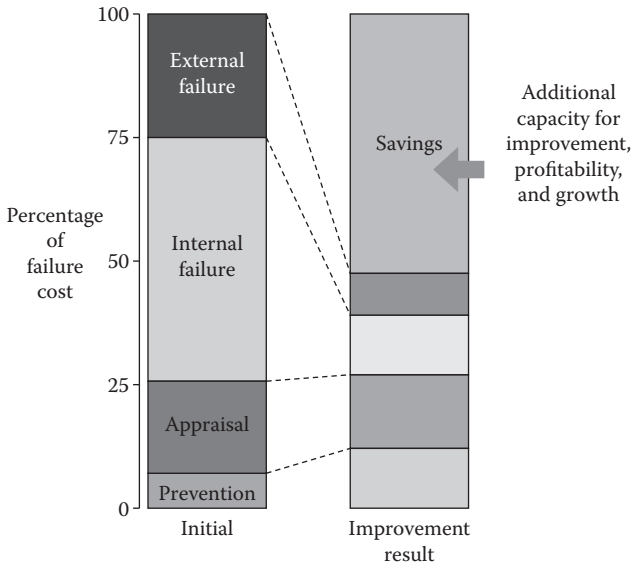 100
75
50
25
0
Percentage
of
failure
cost
External
failure
Internal
failure
Appraisal
Prevention
Initial
Savings
Improvement
result
Additional
capacity for
improvement,
profitability,
and growth